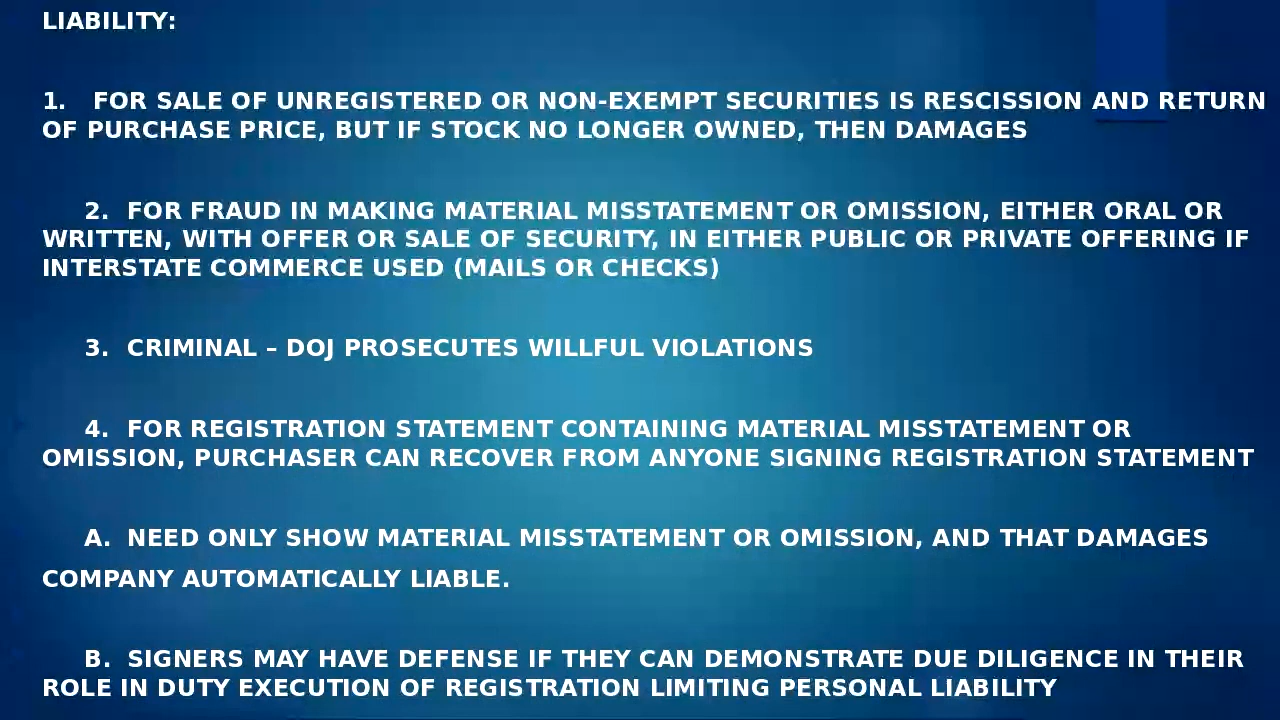 LIABILITY:
1. FOR SALE OF UNREGISTERED OR NON-EXEMPT SECURITIES IS RESCISSION AND RETURN
OF PURCHASE PRICE, BUT IF STOCK NO LONGER OWNED, THEN DAMAGES
2. FOR FRAUD IN MAKING MATERIAL MISSTATEMENT OR OMISSION, EITHER ORAL OR
WRITTEN, WITH OFFER OR SALE OF SECURITY, IN EITHER PUBLIC OR PRIVATE OFFERING IF
INTERSTATE COMMERCE USED (MAILS OR CHECKS)
3. CRIMINAL – DOJ PROSECUTES WILLFUL VIOLATIONS
4. FOR REGISTRATION STATEMENT CONTAINING MATERIAL MISSTATEMENT OR
OMISSION, PURCHASER CAN RECOVER FROM ANYONE SIGNING REGISTRATION STATEMENT
A. NEED ONLY SHOW MATERIAL MISSTATEMENT OR OMISSION, AND THAT DAMAGES
COMPANY AUTOMATICALLY LIABLE.
B. SIGNERS MAY HAVE DEFENSE IF THEY CAN DEMONSTRATE DUE DILIGENCE IN THEIR
ROLE IN DUTY EXECUTION OF REGISTRATION LIMITING PERSONAL LIABILITY